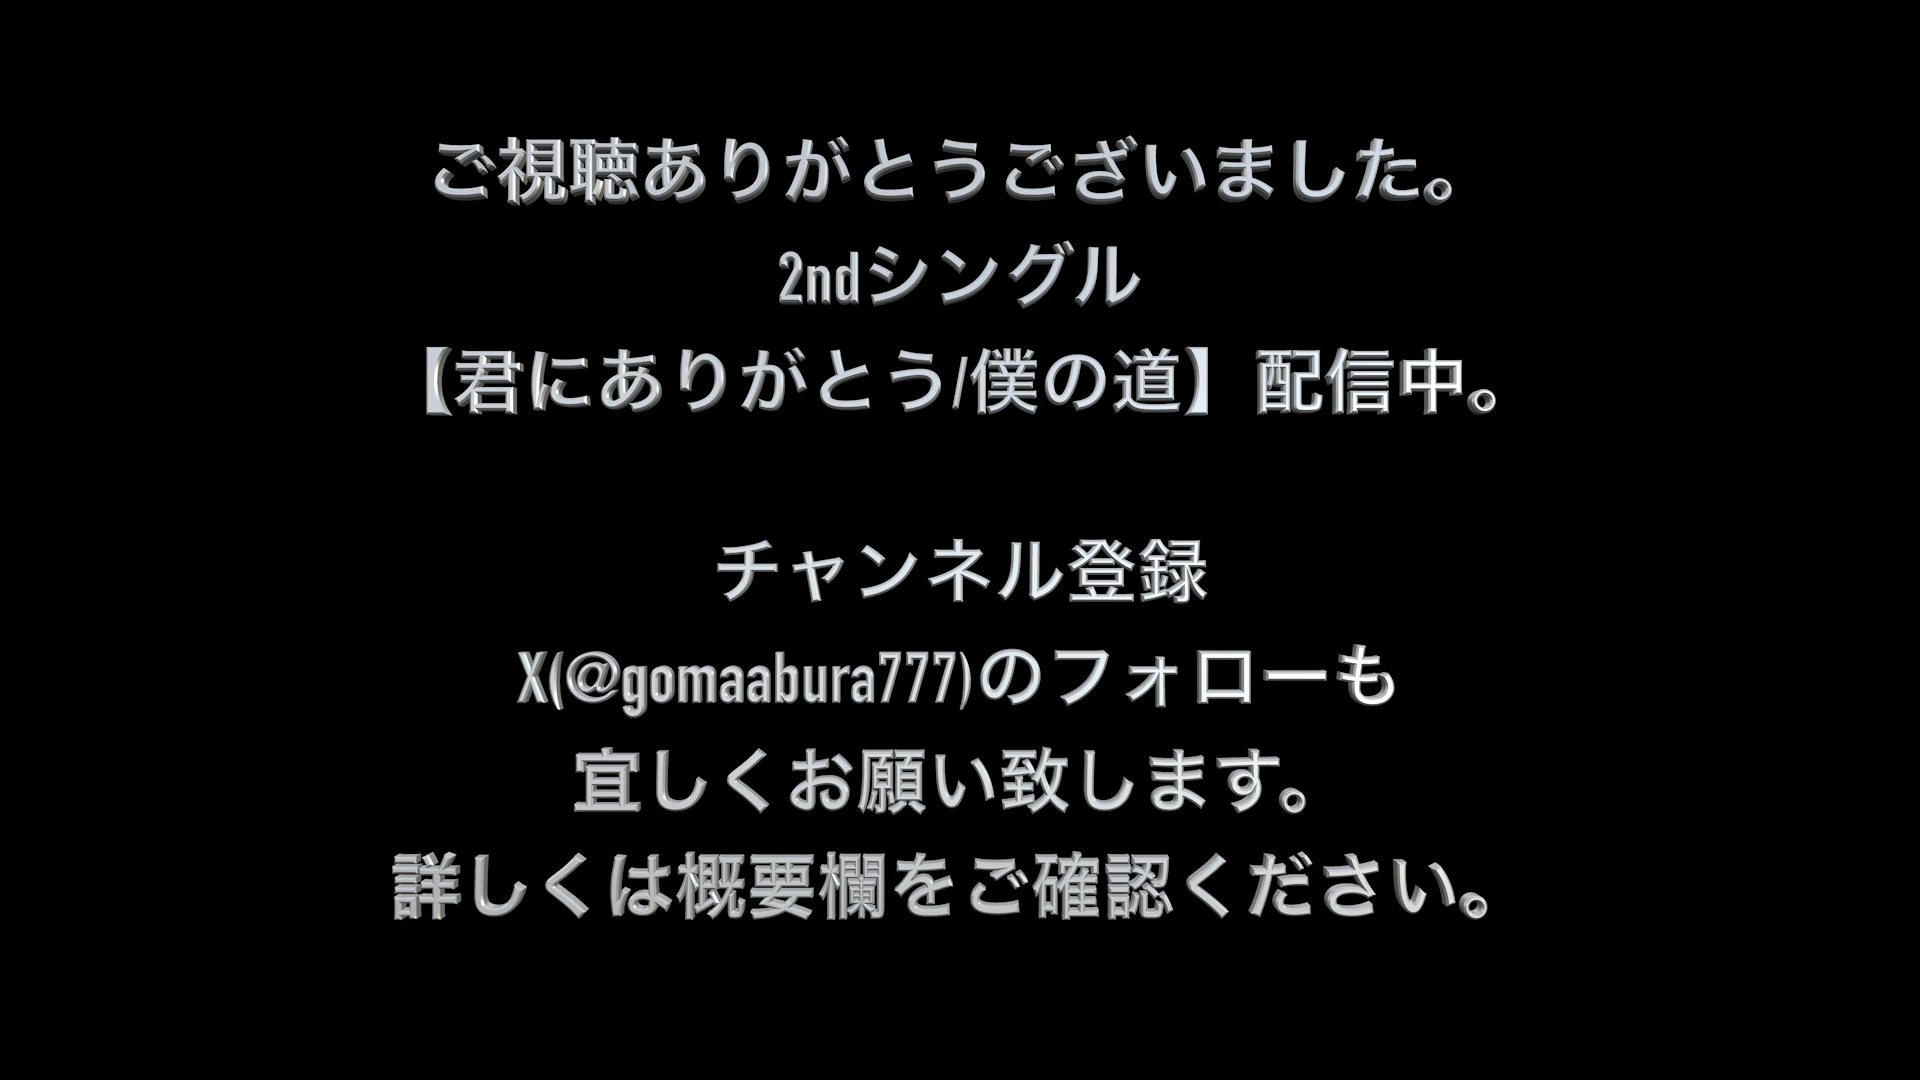 ご視聴ありがとうございました。
2ndシングル
【君にありがとう/僕の道】配信中。
チャンネル登録
X(@gomaabura777)のフォローも
宜しくお願い致します。
詳しくは概要欄をご確認ください。